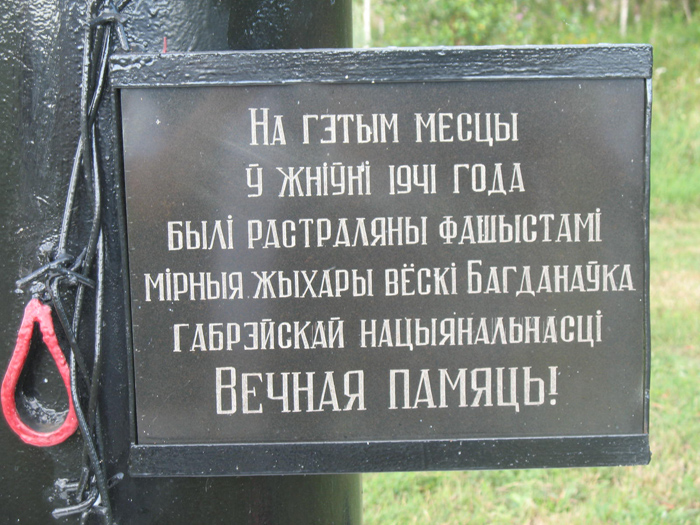 На гэтым месцы
ў жніўні 1941 года
былі растраляны фашыстамі
мірныя жыхары вёскі Багданаўка
габрэйскай нацыянальнасці
Вечная памяць!